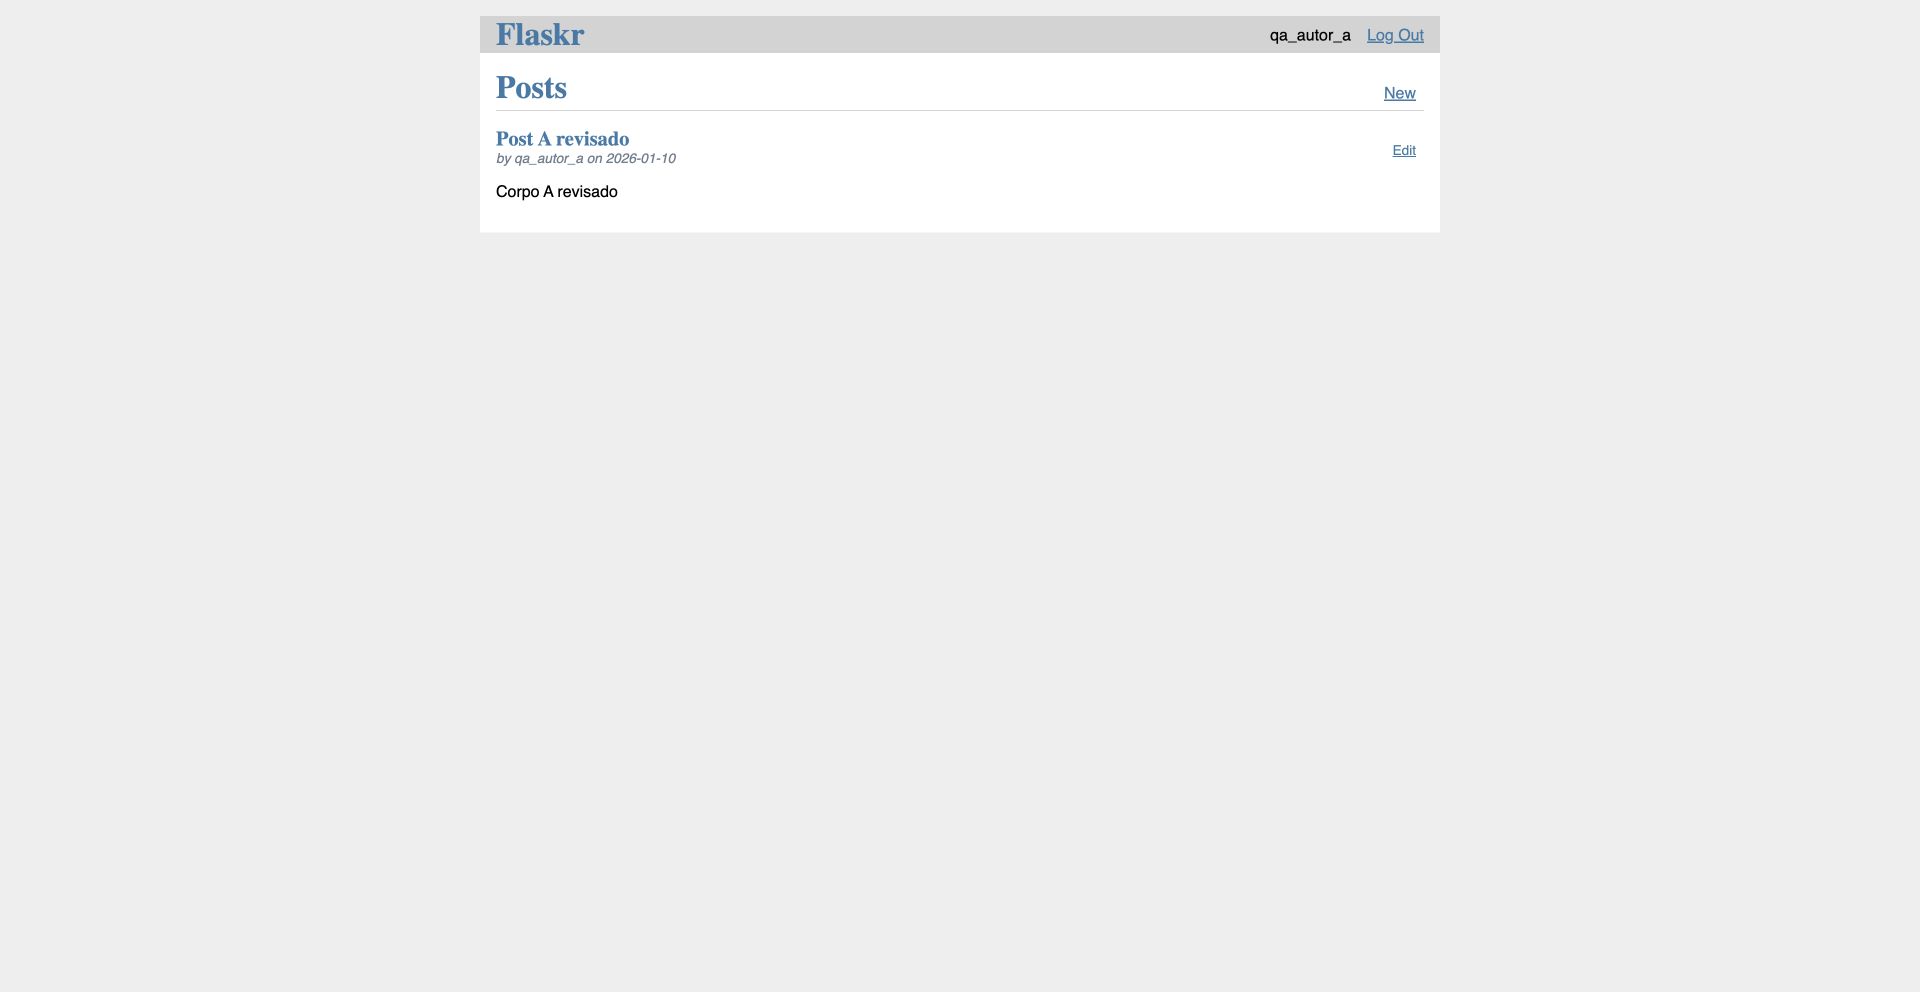 Flaskr
qa_autor_a Log Out
Posts
New
Post A revisado
by qa_autor_a on 2026-01-10
Edit
Corpo A revisado